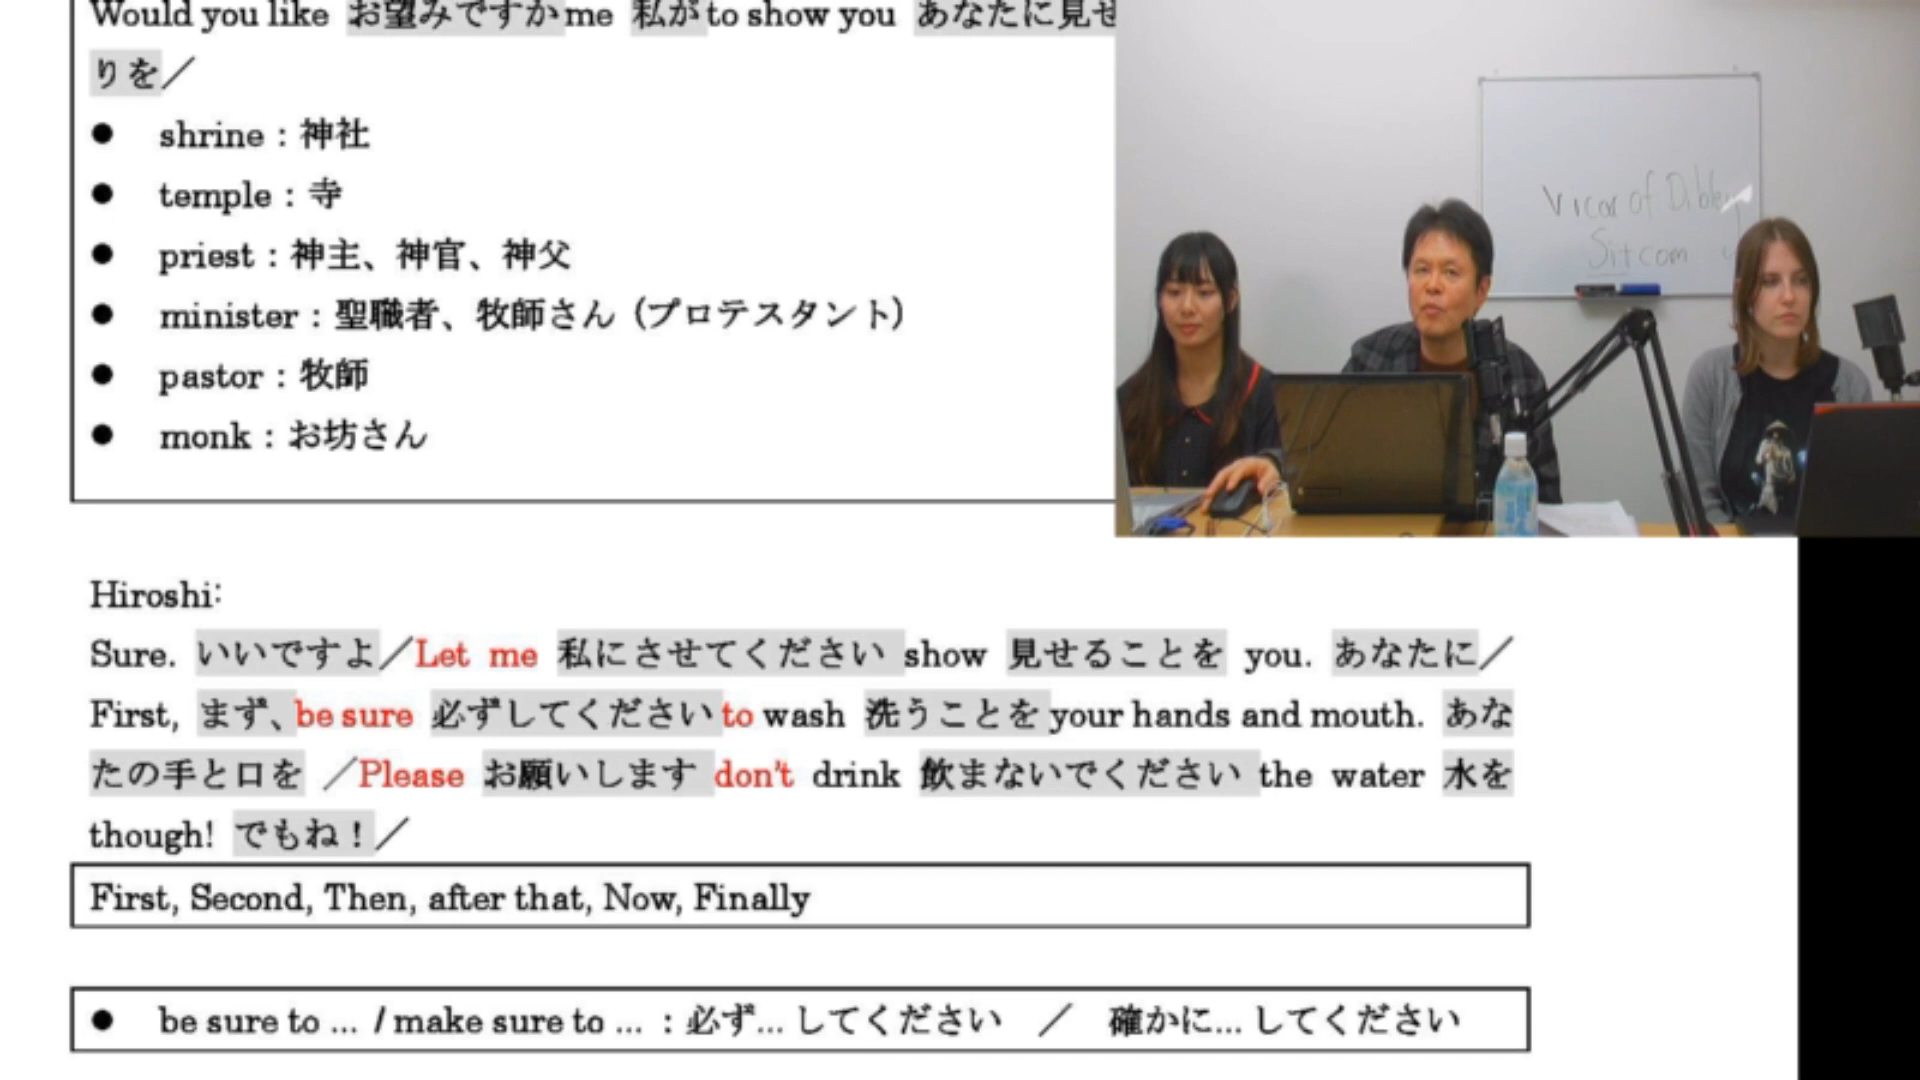 Would you like お望みですか me 私が to show you あなたに見せ
りを／
● shrine : 神社
● temple : 寺
● priest : 神主、神官、神父
● minister : 聖職者、牧師さん（プロテスタント）
● pastor : 牧師
● monk : お坊さん
Vicar of Dibley
Sitcom
Hiroshi:
Sure. いいですよ／Let me 私にさせてください show 見せることを you. あなたに／
First, まず、be sure 必ずしてください to wash 洗うことを your hands and mouth. あな
たの手と口を ／Please お願いします don't drink 飲まないでください the water 水を
though! でもね！／
First, Second, Then, after that, Now, Finally
● be sure to ... / make sure to ... : 必ず... してください ／ 確かに... してください